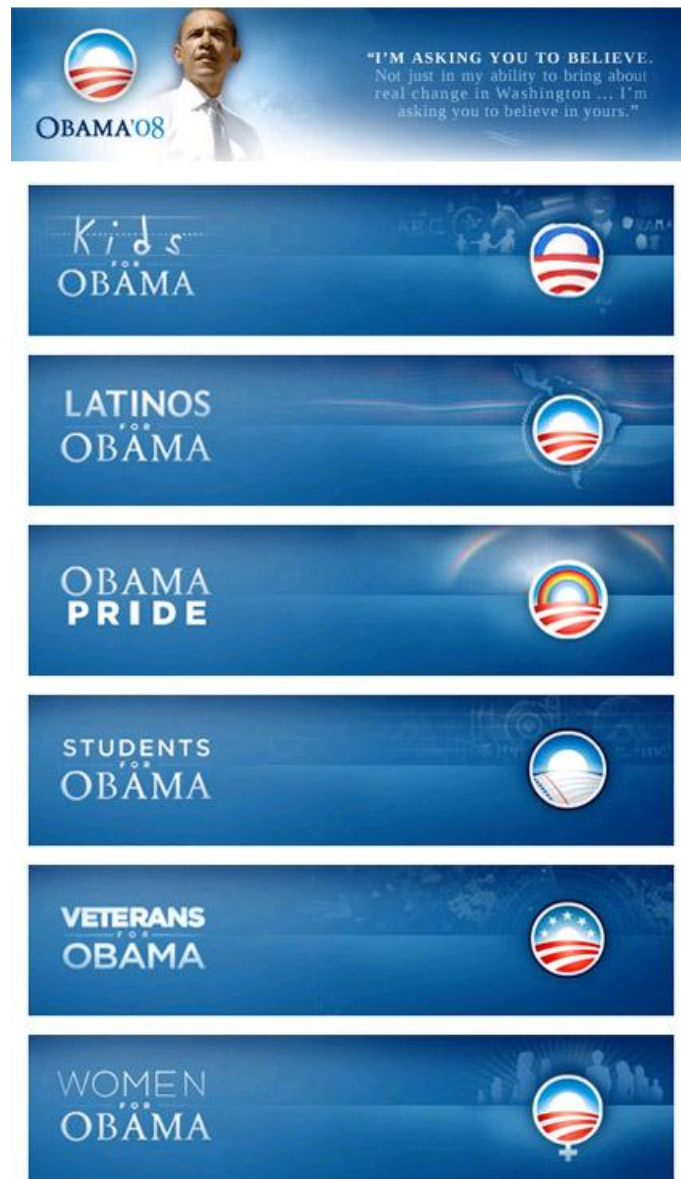 OBAMA'08
“I'M ASKING YOU TO BELIEVE.
Not just in my ability to bring about
real change in Washington ... I'm
asking you to believe in yours.”
Kids
FOR
OBAMA
ABC
OBAMA
LATINOS
FOR
OBAMA
OBAMA
PRIDE
STUDENTS
FOR
OBAMA
VETERANS
FOR
OBAMA
WOMEN
FOR
OBAMA